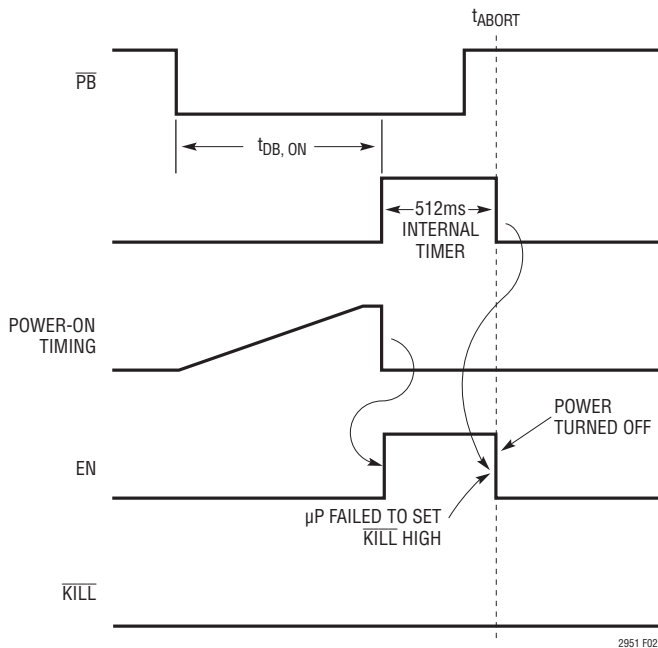 tABORT
PB
tDB, ON
512ms
INTERNAL
TIMER
POWER-ON
TIMING
POWER
TURNED OFF
EN
µP FAILED TO SET
KILL HIGH
KILL
2951 F02